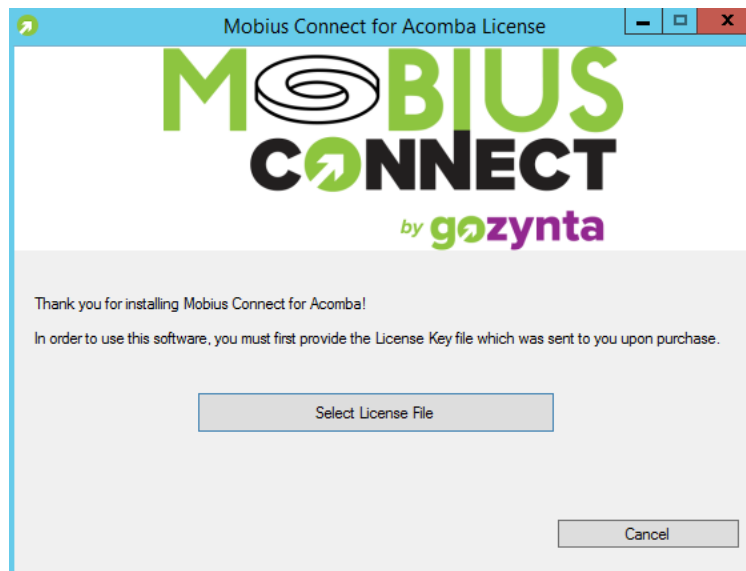 Mobius Connect for Acomba License
MOBIUS
CONNECT
by gozynta
Thank you for installing Mobius Connect for Acomba!
In order to use this software, you must first provide the License Key file which was sent to you upon purchase.
Select License File
Cancel